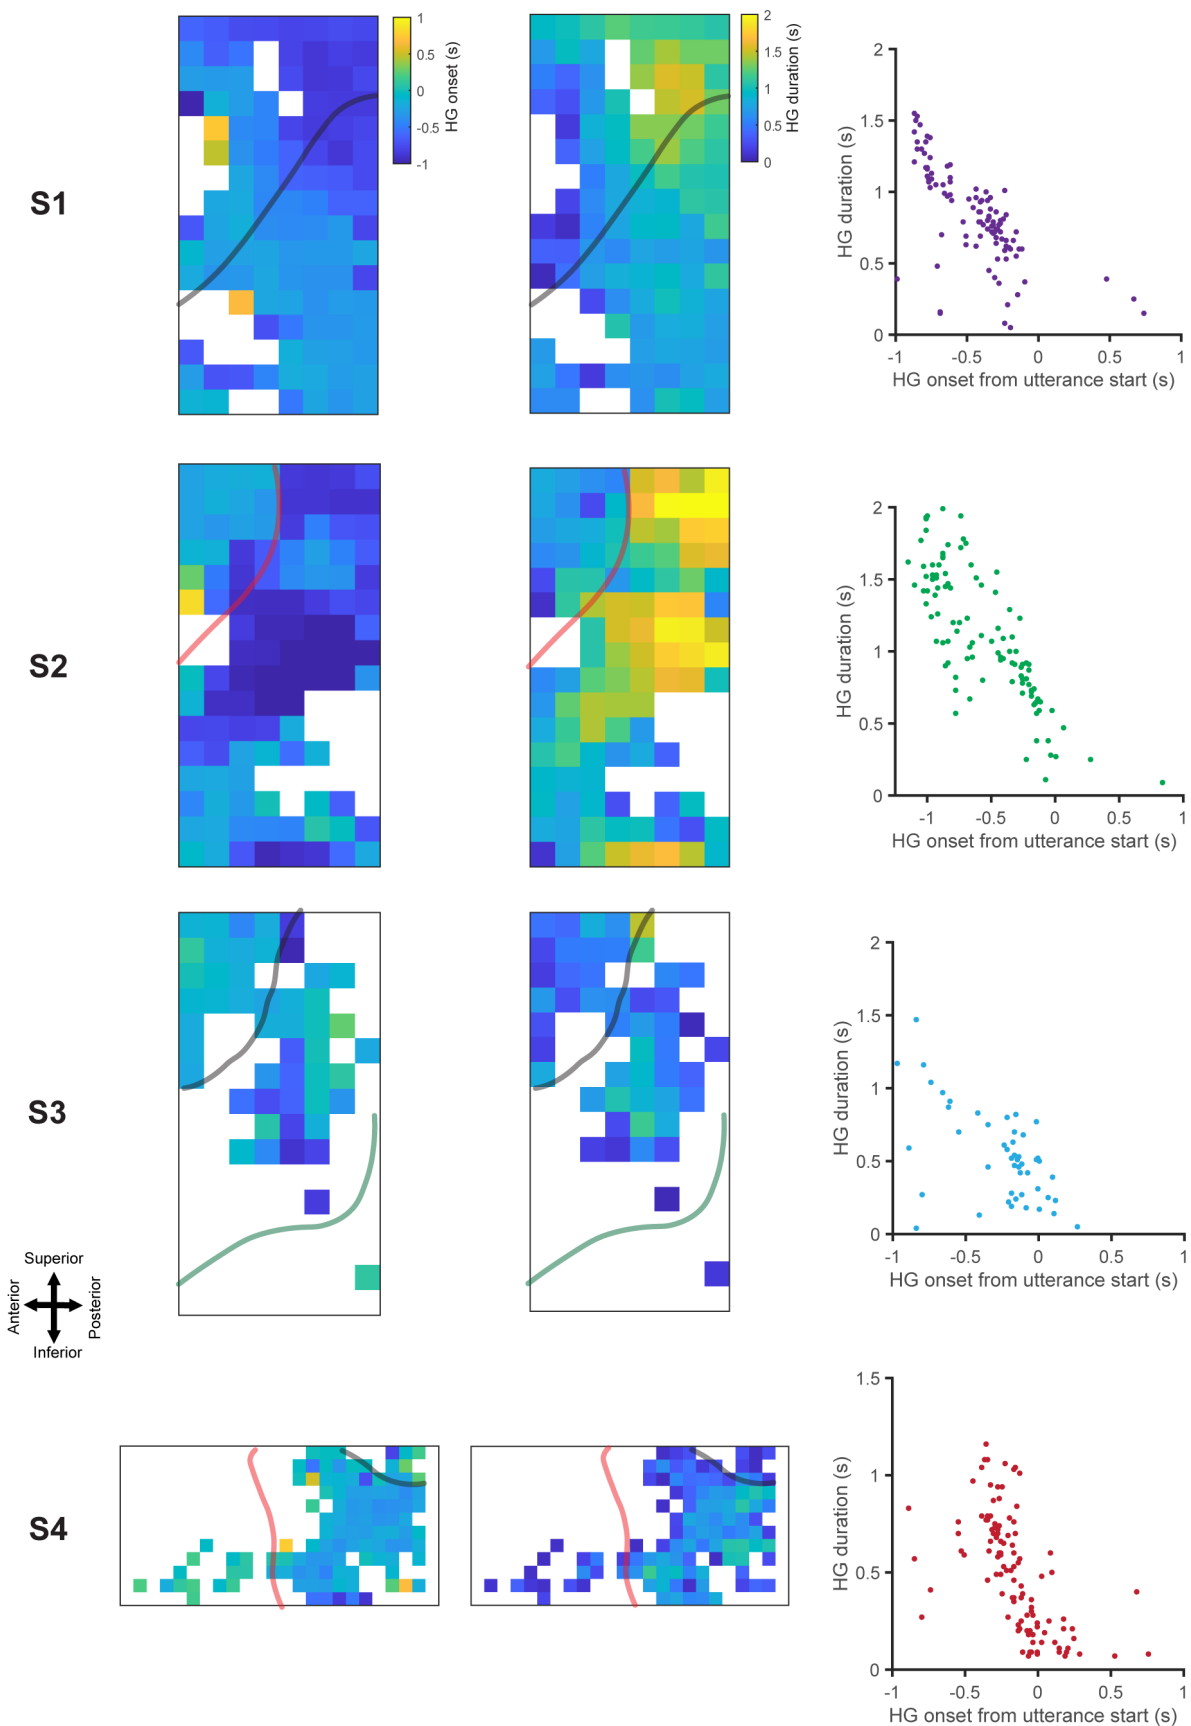 S1
1
0.5
0
-0.5
-1
HG onset (s)
2
1.5
1
0.5
0
HG duration (s)
2
1.5
1
0.5
0
HG duration (s)
-1 -0.5 0 0.5 1
HG onset from utterance start (s)
S2
2
1.5
1
0.5
0
HG duration (s)
-1 -0.5 0 0.5 1
HG onset from utterance start (s)
S3
2
1.5
1
0.5
0
HG duration (s)
-1 -0.5 0 0.5 1
HG onset from utterance start (s)
Superior
Anterior
Posterior
Inferior
S4
1.5
1
0.5
0
HG duration (s)
-1 -0.5 0 0.5 1
HG onset from utterance start (s)